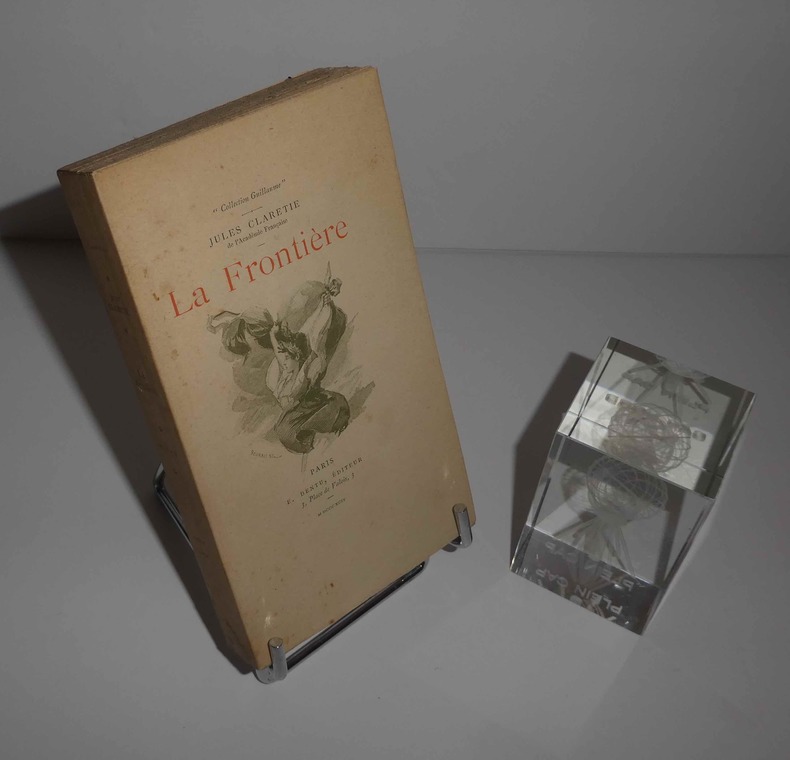 " Collection Guillaume "
JULES CLARETIE
de l'Académie Française
La Frontière
PARIS
E. DENTU, ÉDITEUR
3, Place de Valois, 3
PLEIN CAP